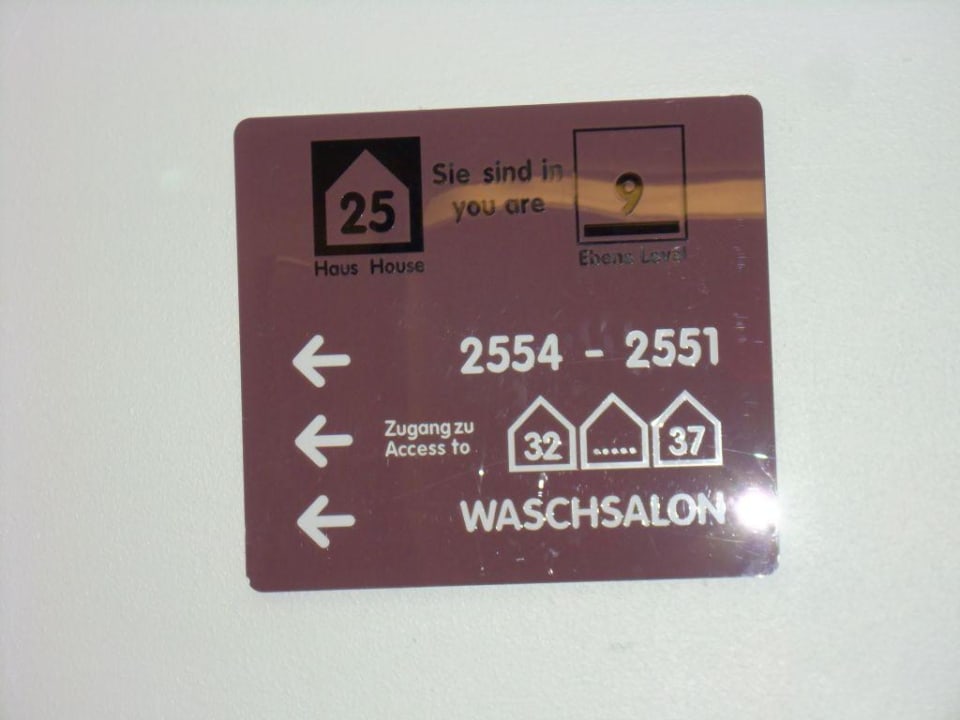 25
Sie sind in
you are
9
Haus House
Ebene Level
2554 - 2551
Zugang zu
Access to
32 ..... 37
WASCHSALON